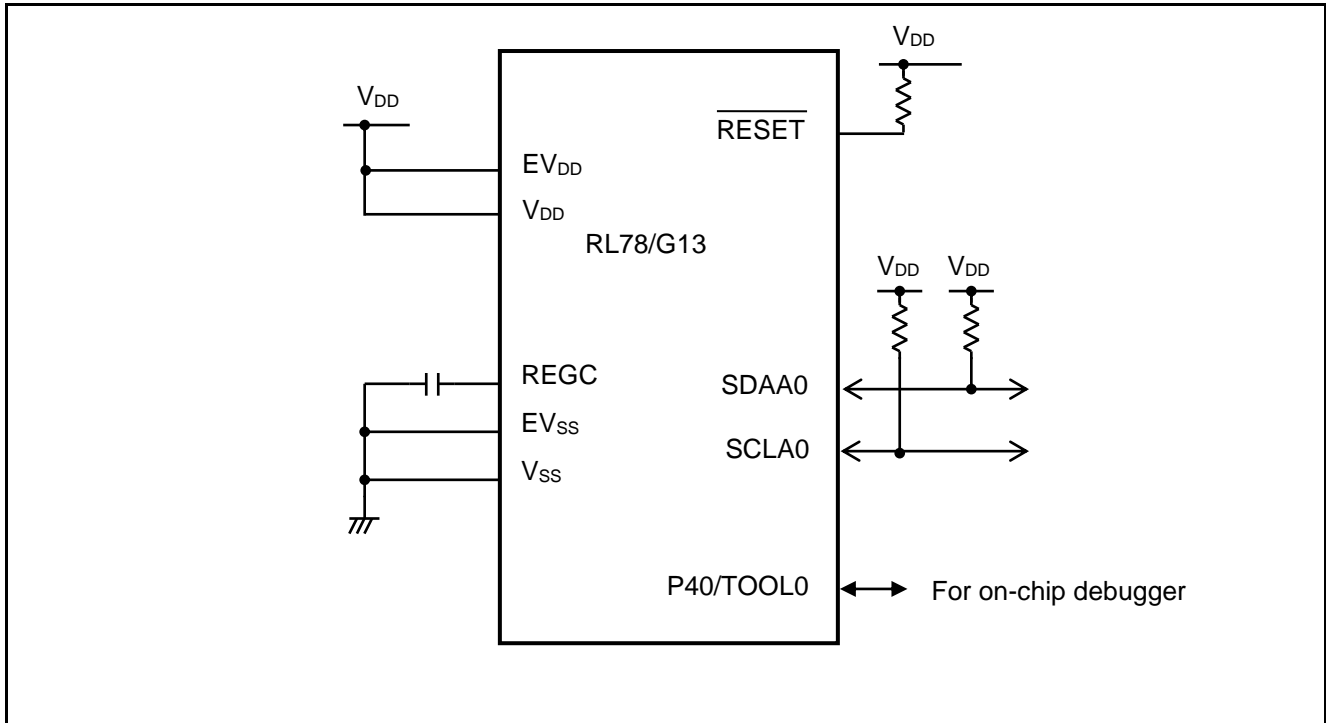 VDD
VDD
RESET
EVDD
VDD
RL78/G13
VDD VDD
REGC
SDAA0
EVSS
SCLA0
VSS
P40/TOOL0
For on-chip debugger